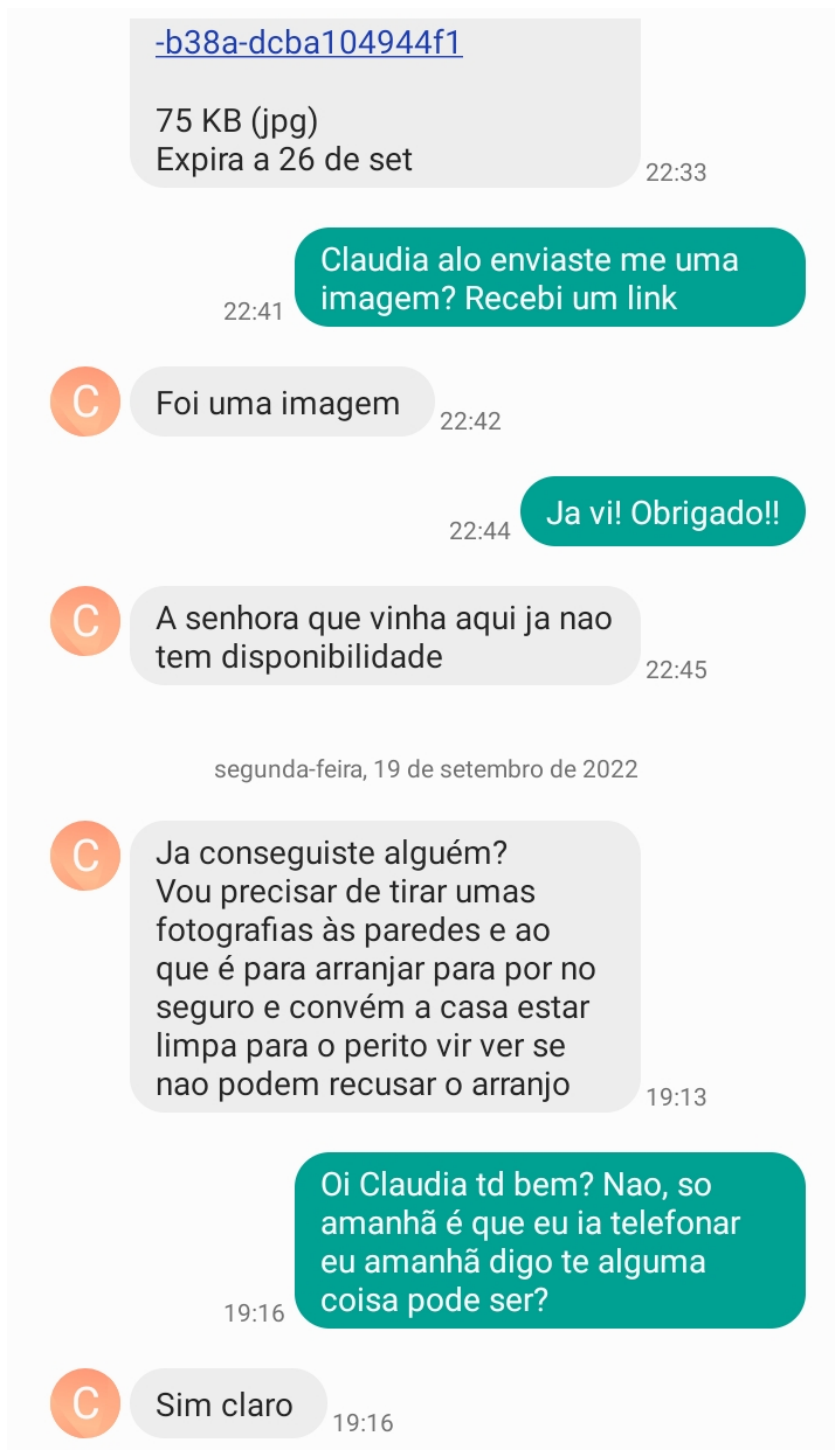 -b38a-dcba104944f1
75 KB (jpg)
Expira a 26 de set
22:33
Claudia alo enviaste me uma
imagem? Recebi um link
22:41
C
Foi uma imagem
22:42
Ja vi! Obrigado!!
22:44
C
A senhora que vinha aqui ja nao
tem disponibilidade
22:45
segunda-feira, 19 de setembro de 2022
C
Ja conseguiste alguém?
Vou precisar de tirar umas
fotografias às paredes e ao
que é para arranjar para por no
seguro e convém a casa estar
limpa para o perito vir ver se
nao podem recusar o arranjo
19:13
Oi Claudia td bem? Nao, so
amanhã é que eu ia telefonar
eu amanhã digo te alguma
coisa pode ser?
19:16
C
Sim claro
19:16